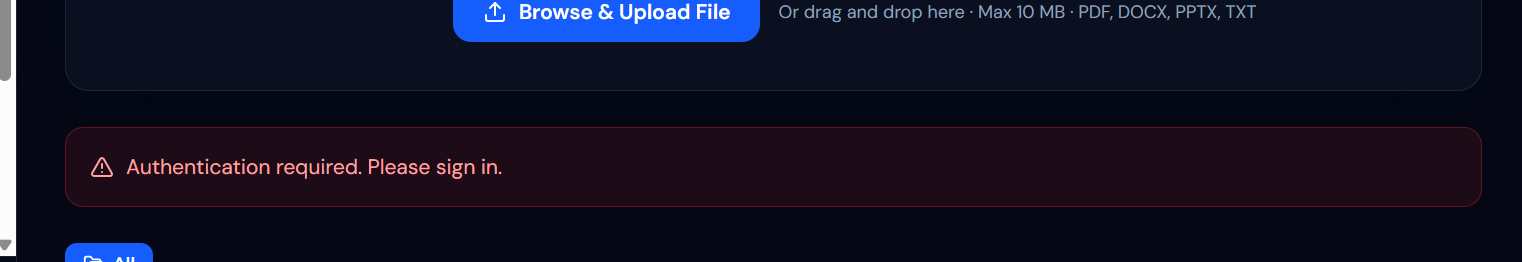 Browse & Upload File
Or drag and drop here · Max 10 MB · PDF, DOCX, PPTX, TXT
Authentication required. Please sign in.
All